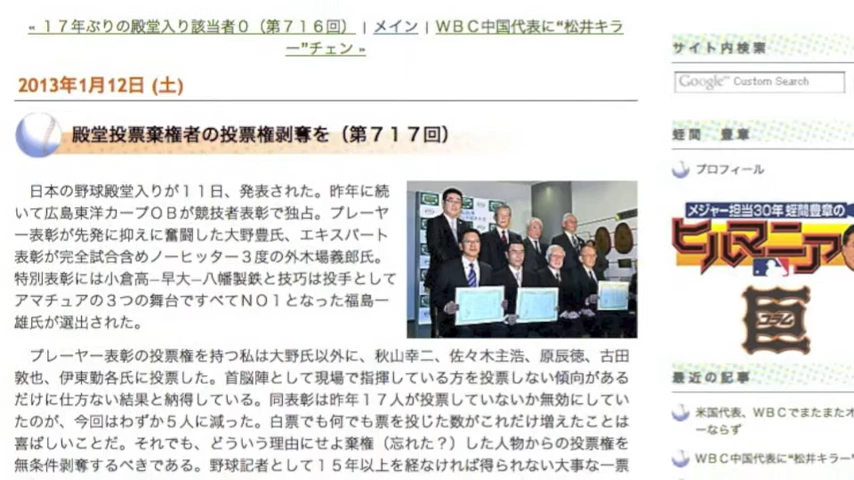 « １７年ぶりの殿堂入り該当者０（第７１６回） | メイン | ＷＢＣ中国代表に“松井キラ
ー”チェン »
2013年1月12日 (土)
殿堂投票棄権者の投票権剥奪を（第７１７回）
日本の野球殿堂入りが１１日、発表された。昨年に続
いて広島東洋カープＯＢが競技者表彰で独占。プレーヤ
ー表彰が先発に抑えに奮闘した大野豊氏、エキスパート
表彰が完全試合含めノーヒッター３度の外木場義郎氏。
特別表彰には小倉高−早大−八幡製鉄と技巧は投手として
アマチュアの３つの舞台ですべてＮＯ１となった福島一
雄氏が選出された。
プレーヤー表彰の投票権を持つ私は大野氏以外に、秋山幸二、佐々木主浩、原辰徳、古田
敦也、伊東勤各氏に投票した。首脳陣として現場で指揮している方を投票しない傾向がある
だけに仕方ない結果と納得している。同表彰は昨年１７人が投票していないか無効にしてい
たのが、今回はわずか５人に減った。白票でも何でも票を投じた数がこれだけ増えたことは
喜ばしいことだ。それでも、どういう理由にせよ棄権（忘れた？）した人物からの投票権を
無条件剥奪するべきである。野球記者として１５年以上を経なければ得られない大事な一票
サイト内検索
Google™ Custom Search
蛭間 豊章
プロフィール
メジャー担当30年 蛭間豊章の
ヒルマニア
コラム
最近の記事
米国代表、ＷＢＣでまたまたオ
ーならず
ＷＢＣ中国代表に“松井キラー”